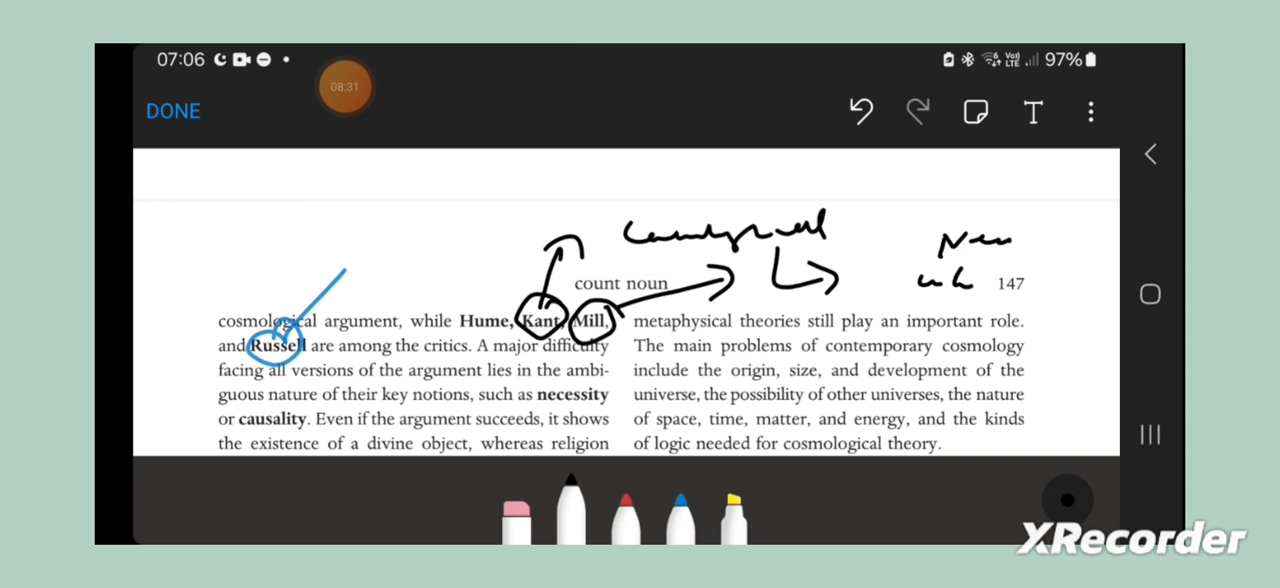 07:06 97%
08:31
DONE
T
count noun 147
cosmological argument, while Hume, Kant, Mill,
and Russell are among the critics. A major difficulty
facing all versions of the argument lies in the ambi-
guous nature of their key notions, such as necessity
or causality. Even if the argument succeeds, it shows
the existence of a divine object, whereas religion
metaphysical theories still play an important role.
The main problems of contemporary cosmology
include the origin, size, and development of the
universe, the possibility of other universes, the nature
of space, time, matter, and energy, and the kinds
of logic needed for cosmological theory.
XRecorder